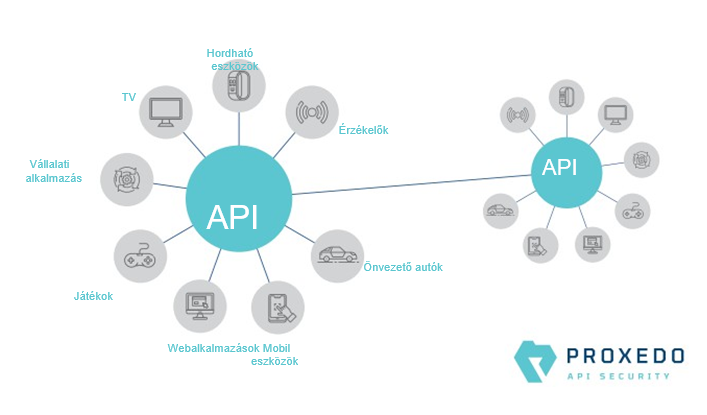 Hordható
eszközök
TV
Érzékelők
Vállalati
alkalmazás
API
API
Önvezető autók
Játékok
Webalkalmazások Mobil
eszközök
PROXEDO
API SECURITY